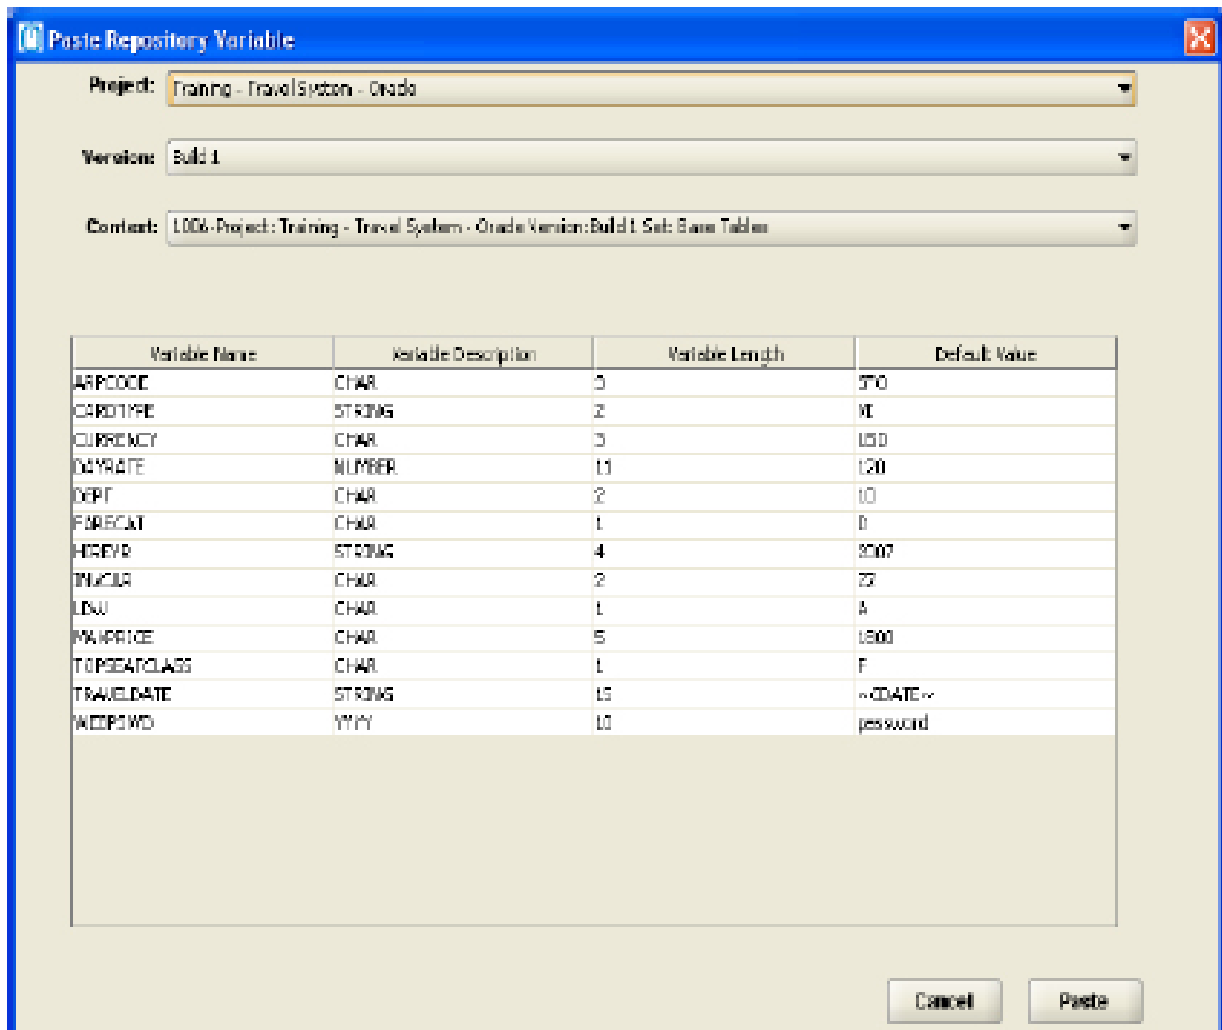 Paste Repository Variable
Project: Training - Travel System - Oracle
Version: Build 1
Context: 1006-Project: Training - Travel System - Oracle Version:Build 1 Set: Base Tables
Variable Name Variable Description Variable Length Default Value
ARPCODE CHAR 3
CARDTYPE STRING 2
CURRENCY CHAR 3 USD
DAYRATE NUMBER 11 120
DEPT CHAR 2 10
FARECAT CHAR 1
HIREYR STRING 4 2007
CHAR 2
LDW CHAR 1
MAXPRICE CHAR 5 1800
TOPSEATCLASS CHAR 1 F
TRAVELDATE STRING 15 ~CDATE~
WEBPSWD YYYY 10 password
Cancel Paste